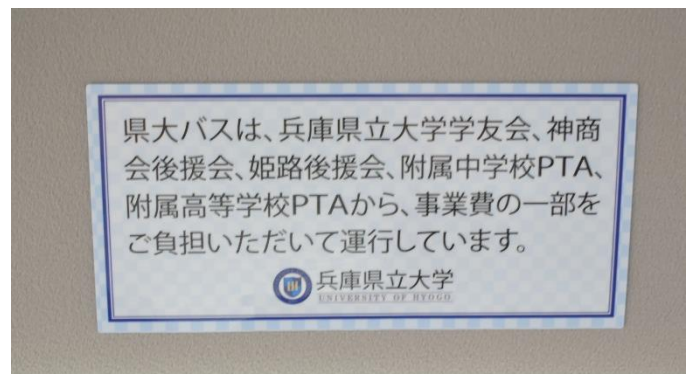 県大バスは、兵庫県立大学学友会、神商
会後援会、姫路後援会、附属中学校PTA、
附属高等学校PTAから、事業費の一部を
ご負担いただいて運行しています。
兵庫県立大学
UNIVERSITY OF HYOGO